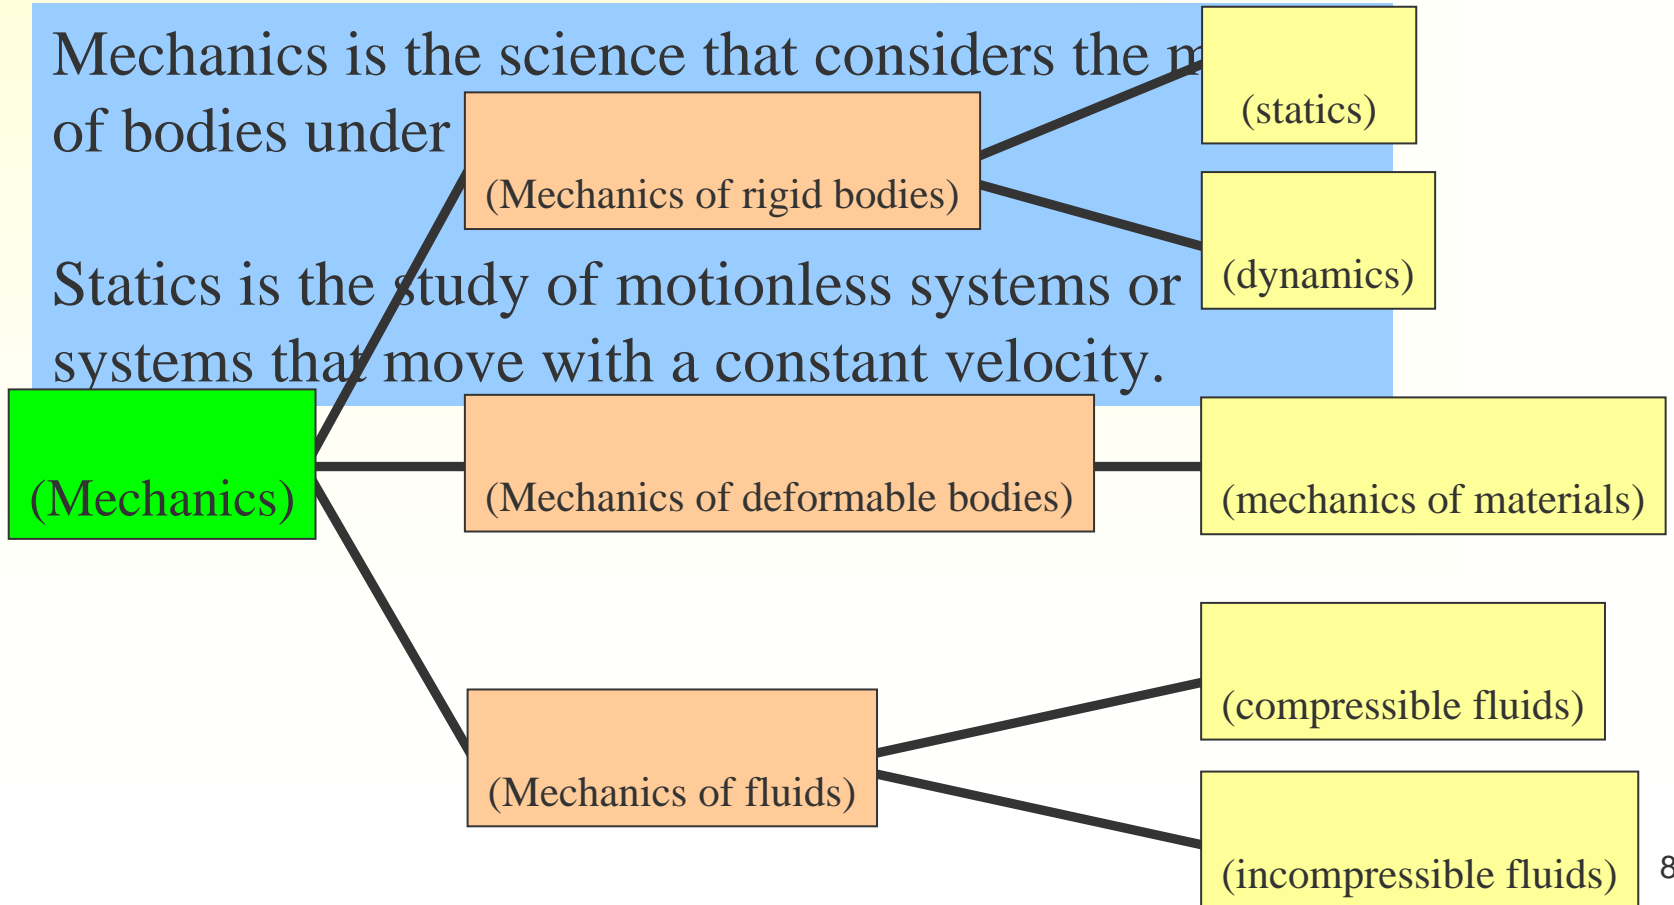 Mechanics is the science that considers the
of bodies under
Statics is the study of motionless systems or
systems that move with a constant velocity.
(Mechanics)
(Mechanics of rigid bodies)
(statics)
(dynamics)
(Mechanics of deformable bodies)
(mechanics of materials)
(Mechanics of fluids)
(compressible fluids)
(incompressible fluids)
8